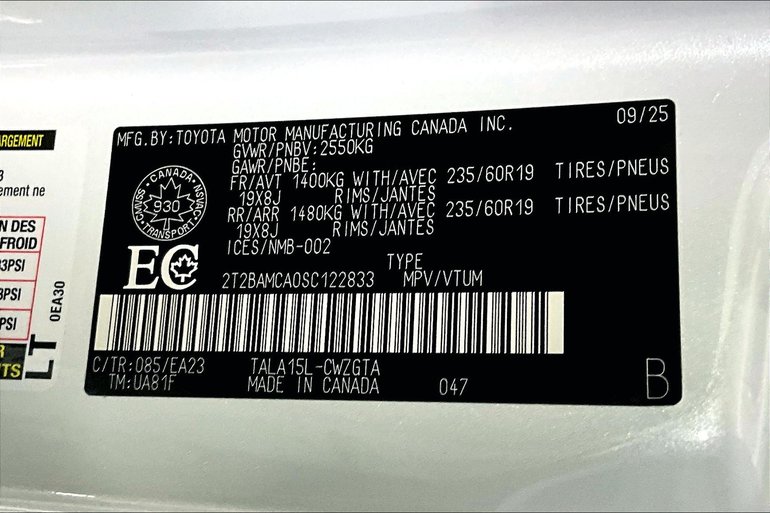 ARGEMENT
ement ne
N DES
FROID
3PSI
PSI
PSI
TS
LT
0EA30
MFG.BY:TOYOTA MOTOR MANUFACTURING CANADA INC. 09/25
GVWR/PNBV:2550KG
GAWR/PNBE:
FR/AVT 1400KG WITH/AVEC 235/60R19 TIRES/PNEUS
19X8J RIMS/JANTES
RR/ARR 1480KG WITH/AVEC 235/60R19 TIRES/PNEUS
19X8J RIMS/JANTES
ICES/NMB-002
CANADA
TRANSPORT
930
EC
TYPE
2T2BAMCA0SC122833 MPV/VTUM
C/TR:085/EA23 TALA15L-CWZGTA
TM:UA81F MADE IN CANADA 047
B